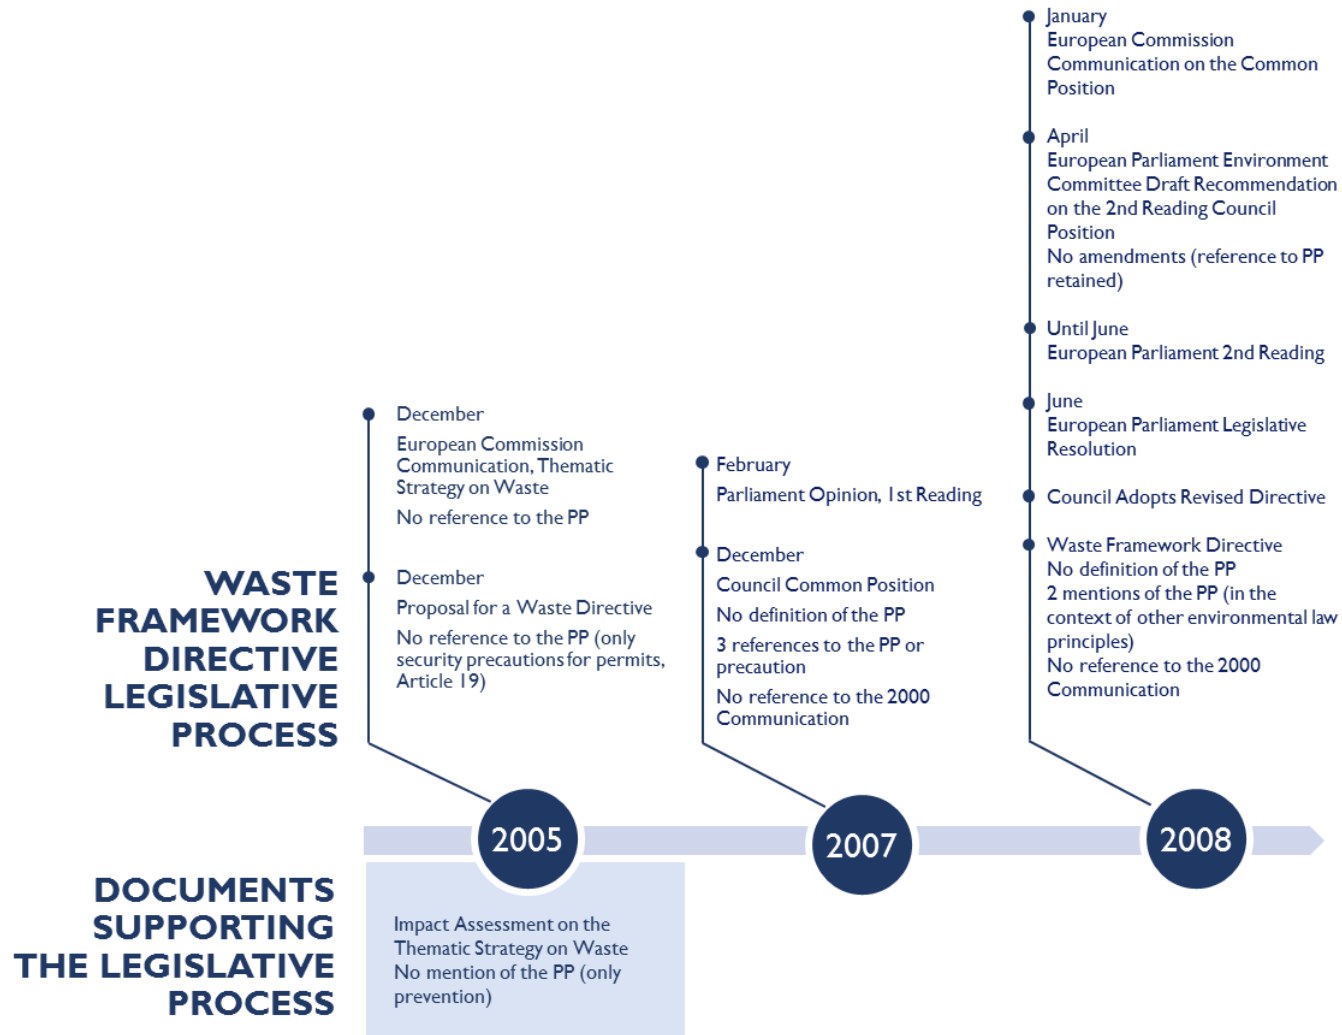 WASTE
FRAMEWORK
DIRECTIVE
LEGISLATIVE
PROCESS
December
European Commission
Communication, Thematic
Strategy on Waste
No reference to the PP
December
Proposal for a Waste Directive
No reference to the PP (only
security precautions for permits,
Article 19)
February
Parliament Opinion, 1st Reading
December
Council Common Position
No definition of the PP
3 references to the PP or
precaution
No reference to the 2000
Communication
January
European Commission
Communication on the Common
Position
April
European Parliament Environment
Committee Draft Recommendation
on the 2nd Reading Council
Position
No amendments (reference to PP
retained)
Until June
European Parliament 2nd Reading
June
European Parliament Legislative
Resolution
Council Adopts Revised Directive
Waste Framework Directive
No definition of the PP
2 mentions of the PP (in the
context of other environmental law
principles)
No reference to the 2000
Communication
2005
2007
2008
DOCUMENTS
SUPPORTING
THE LEGISLATIVE
PROCESS
Impact Assessment on the
Thematic Strategy on Waste
No mention of the PP (only
prevention)